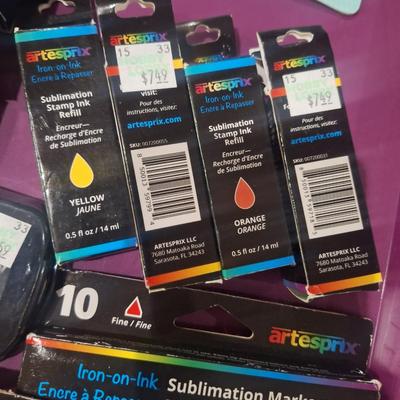 artesprix
Iron-on-Ink
Encre à Repasser
Sublimation
Stamp Ink
Refill
Encreur—
Recharge d'Encre
de Sublimation
YELLOW
JAUNE
0.5 fl oz / 14 ml
15 33
$7.49
visit:
Pour des
instructions, visitez:
artesprix.com
SKU: 007200055
ARTESPRIX LLC
7680 Matoaka Road
Sarasota, FL 34243
artesprix
Iron-on-Ink
Encre à Repasser
Sublimation
Stamp Ink
Refill
Encreur—
Recharge d'Encre
de Sublimation
ORANGE
ORANGE
0.5 fl oz / 14 ml
15 33
$7.49
Pour des
instructions, visitez:
artesprix.com
ARTESPRIX LLC
7680 Matoaka Road
Sarasota, FL 34243
33
10
Fine / Fine
artesprix
Iron-on-Ink Sublimation
Encre à